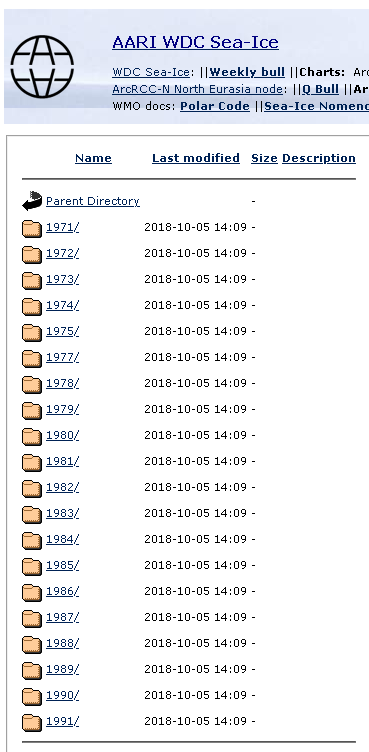 AARI WDC Sea-Ice
WDC Sea-Ice: ||Weekly bull ||Charts:
ArcRCC-N North Eurasia node: ||Q Bull ||
WMO docs: Polar Code ||Sea-Ice
Name Last modified Size Description
Parent Directory -
1971/ 2018-10-05 14:09 -
1972/ 2018-10-05 14:09 -
1973/ 2018-10-05 14:09 -
1974/ 2018-10-05 14:09 -
1975/ 2018-10-05 14:09 -
1977/ 2018-10-05 14:09 -
1978/ 2018-10-05 14:09 -
1979/ 2018-10-05 14:09 -
1980/ 2018-10-05 14:09 -
1981/ 2018-10-05 14:09 -
1982/ 2018-10-05 14:09 -
1983/ 2018-10-05 14:09 -
1984/ 2018-10-05 14:09 -
1985/ 2018-10-05 14:09 -
1986/ 2018-10-05 14:09 -
1987/ 2018-10-05 14:09 -
1988/ 2018-10-05 14:09 -
1989/ 2018-10-05 14:09 -
1990/ 2018-10-05 14:09 -
1991/ 2018-10-05 14:09 -